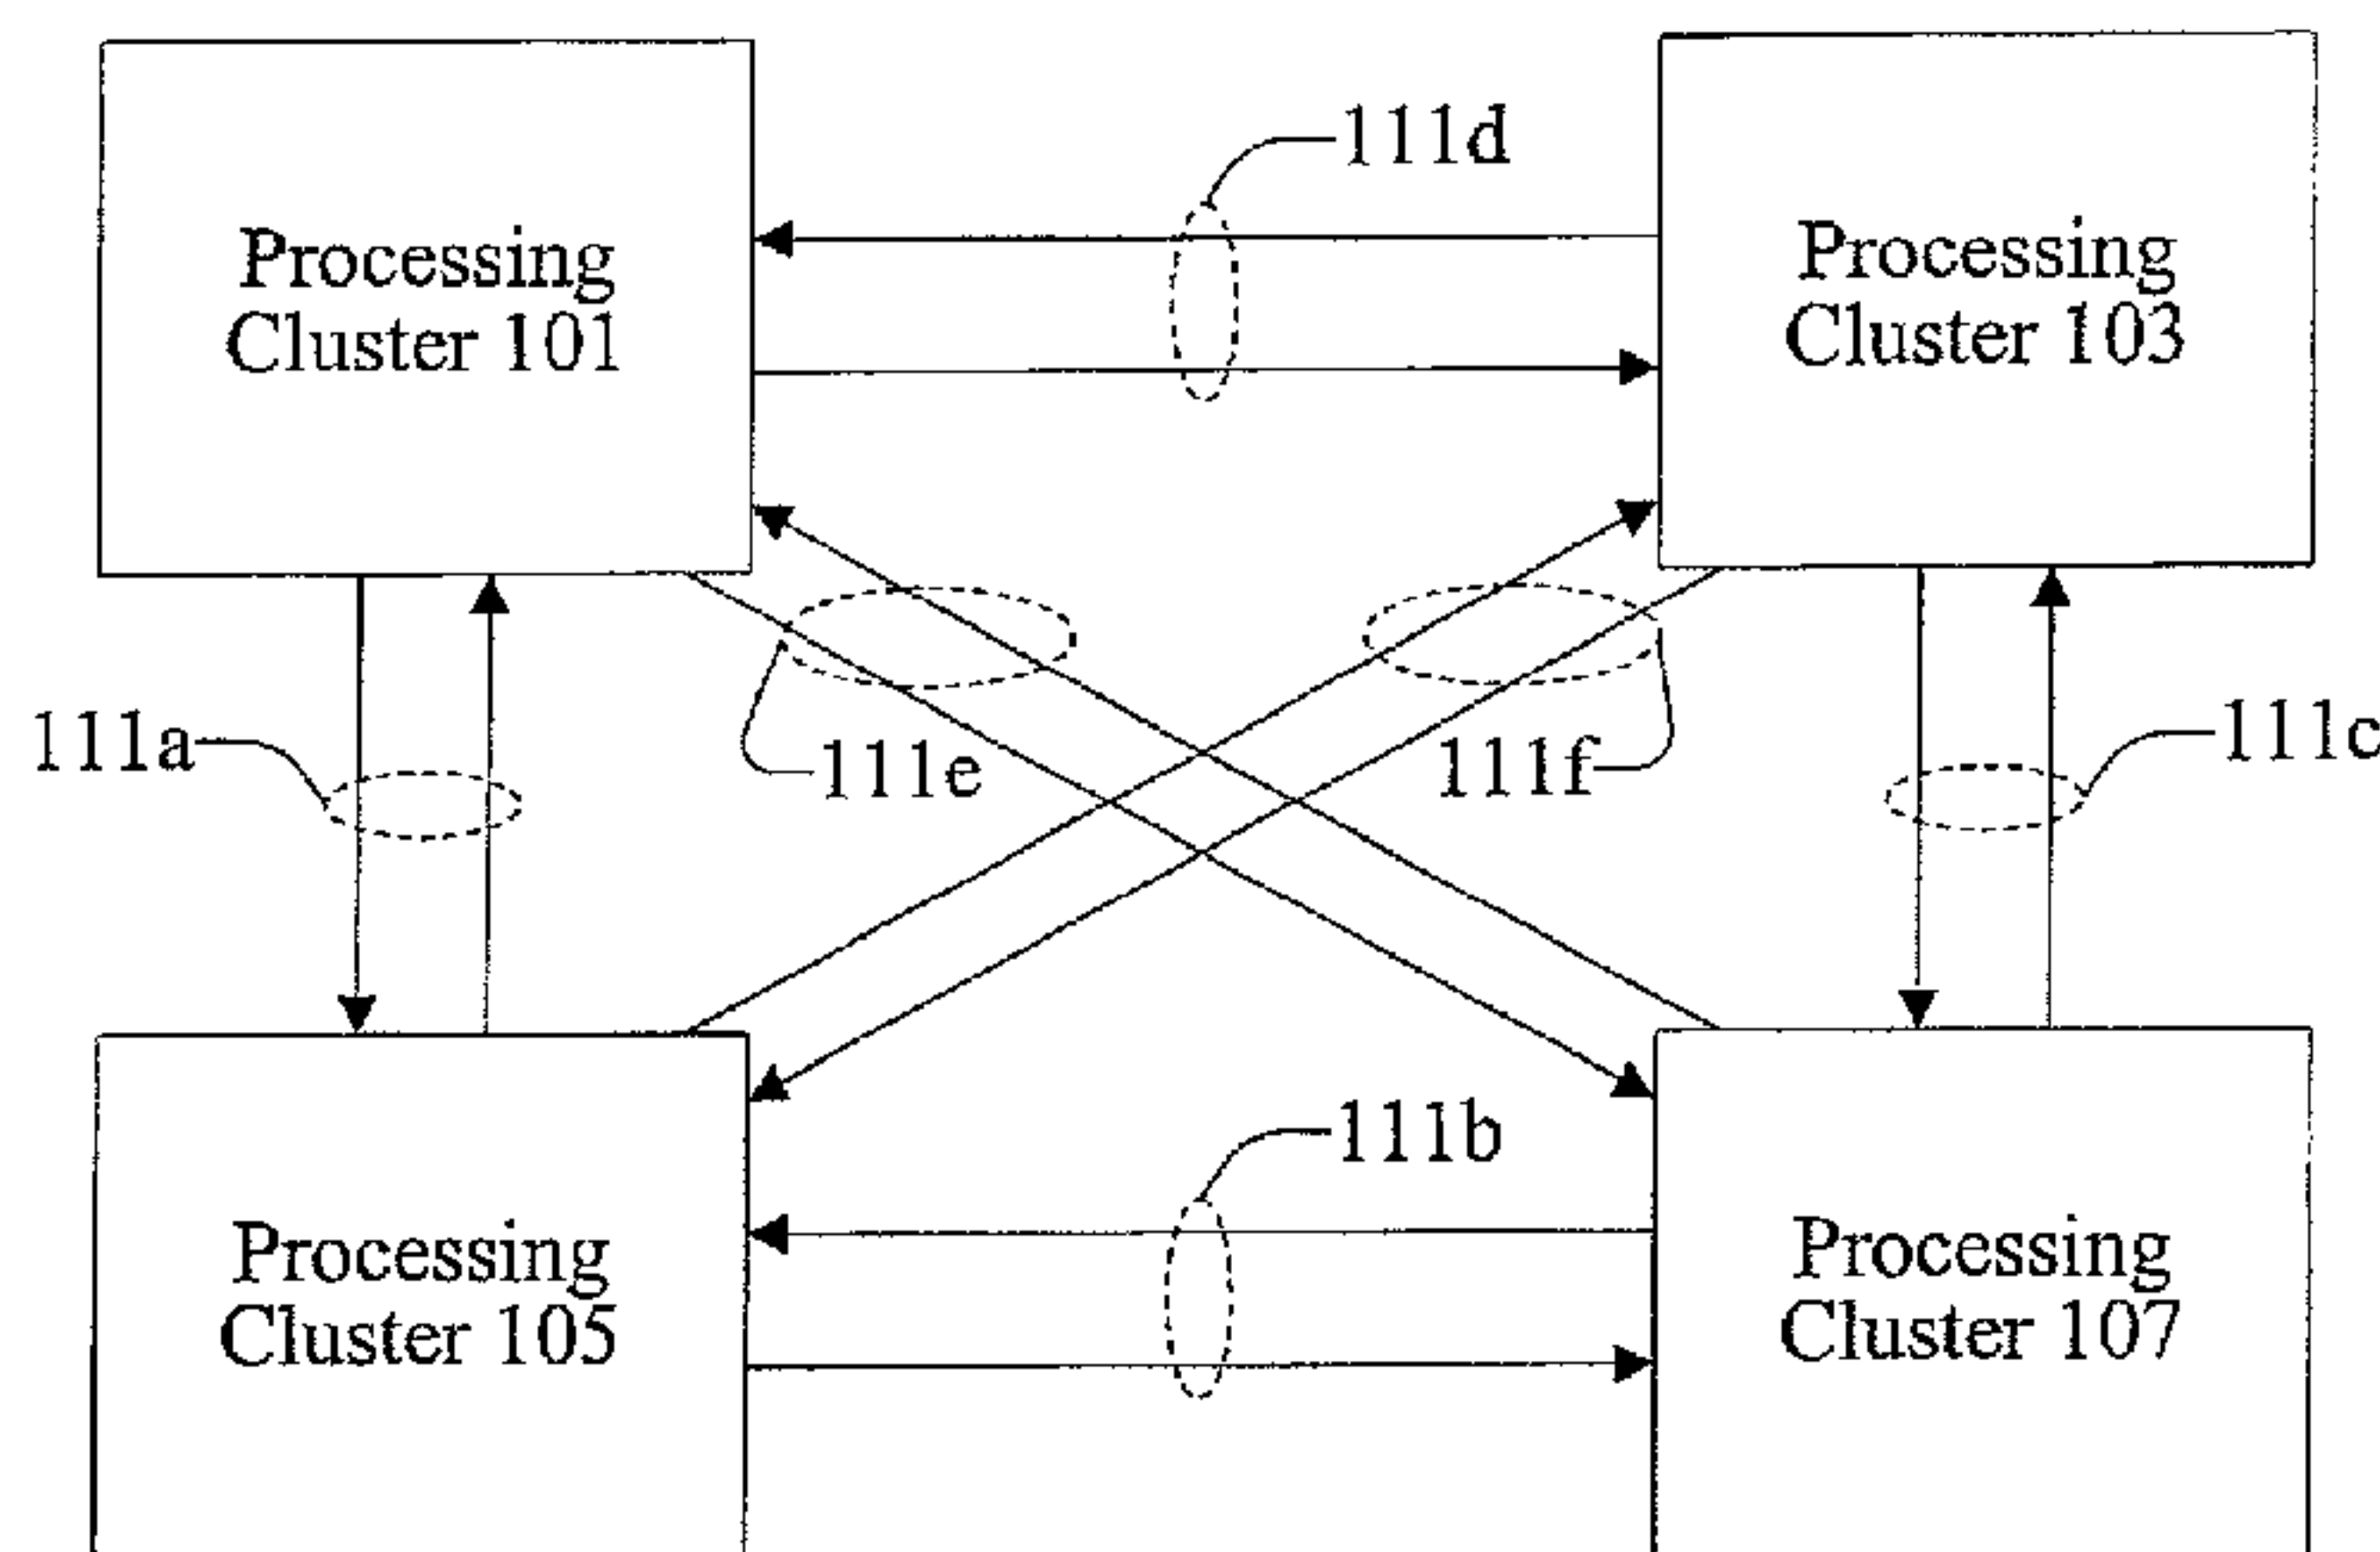 111d
Processing
Cluster 101
Processing
Cluster 103
111a
111e
111f
111c
111b
Processing
Cluster 105
Processing
Cluster 107